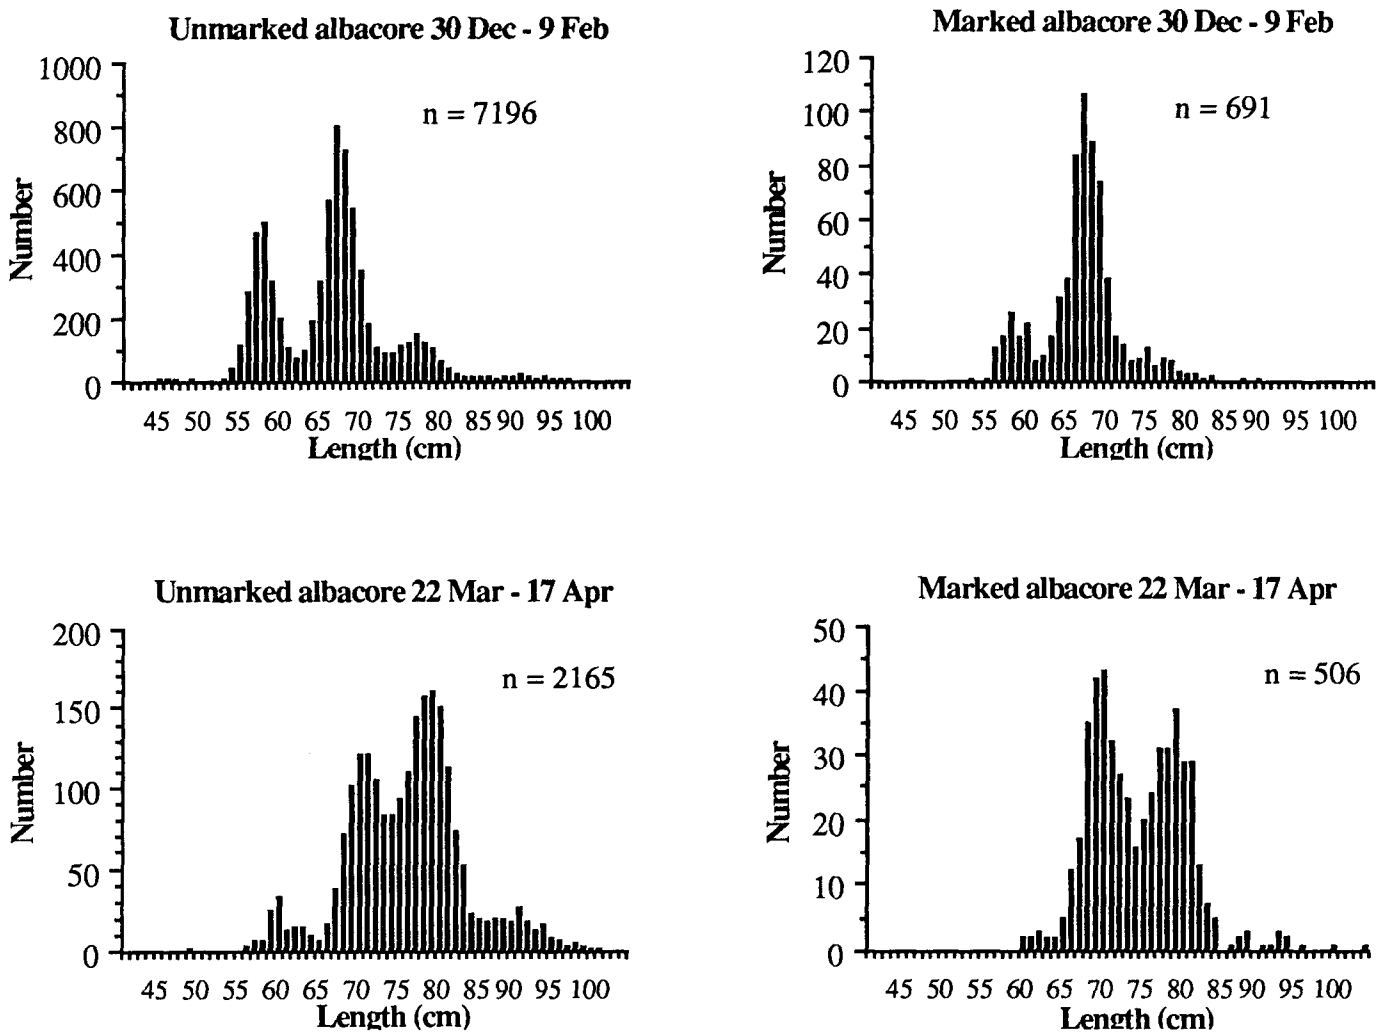 Unmarked albacore 30 Dec - 9 Feb
n = 7196
Number
1000
800
600
400
200
0
45 50 55 60 65 70 75 80 85 90 95 100
Length (cm)
Marked albacore 30 Dec - 9 Feb
n = 691
Number
120
100
80
60
40
20
0
45 50 55 60 65 70 75 80 85 90 95 100
Length (cm)
Unmarked albacore 22 Mar - 17 Apr
n = 2165
Number
200
150
100
50
0
45 50 55 60 65 70 75 80 85 90 95 100
Length (cm)
Marked albacore 22 Mar - 17 Apr
n = 506
Number
50
40
30
20
10
0
45 50 55 60 65 70 75 80 85 90 95 100
Length (cm)